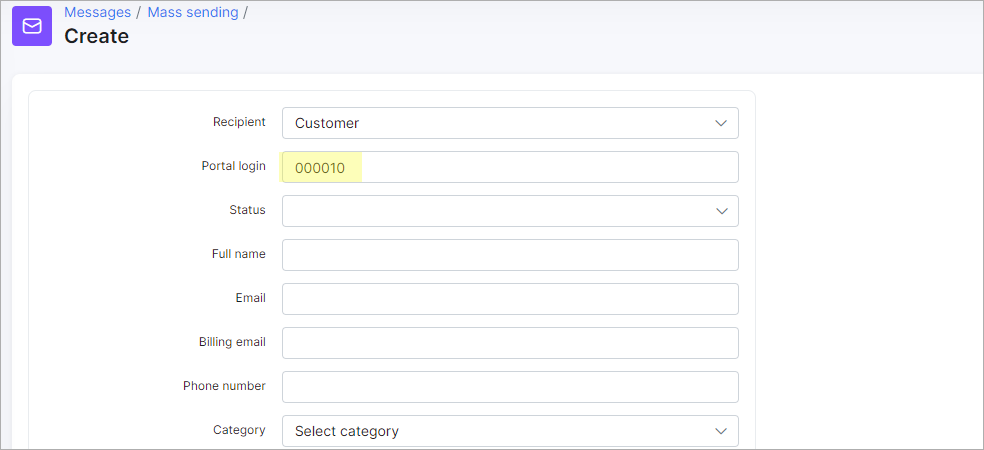 Messages / Mass sending /
Create
Recipient Customer
Portal login 000010
Status
Full name
Email
Billing email
Phone number
Category Select category